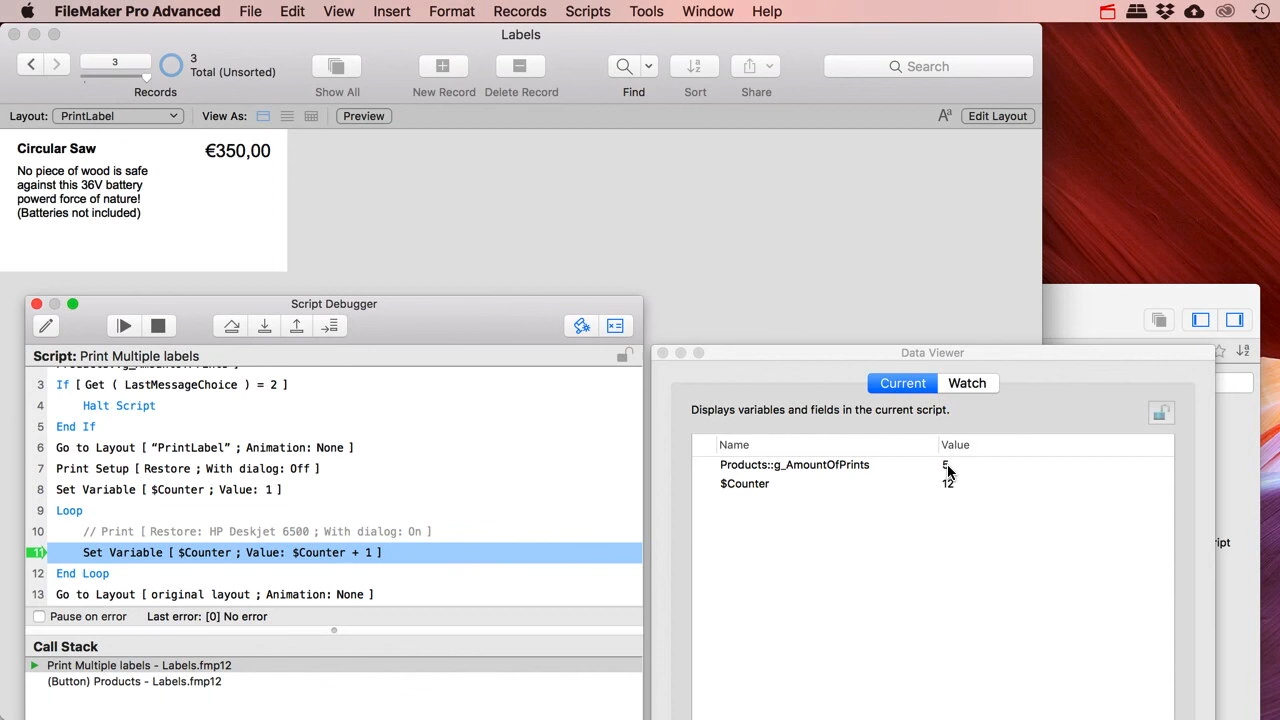 FileMaker Pro Advanced File Edit View Insert Format Records Scripts Tools Window Help
Labels
3
3
Total (Unsorted)
Search
Records Show All New Record Delete Record Find Sort Share
Layout: PrintLabel View As: Preview Aa Edit Layout
Circular Saw €350,00
No piece of wood is safe
against this 36V battery
powerd force of nature!
(Batteries not included)
Script Debugger
Script: Print Multiple labels
3 If [ Get ( LastMessageChoice ) = 2 ]
4 Halt Script
5 End If
6 Go to Layout [ “PrintLabel” ; Animation: None ]
7 Print Setup [ Restore ; With dialog: Off ]
8 Set Variable [ $Counter ; Value: 1 ]
9 Loop
10 // Print [ Restore: HP Deskjet 6500 ; With dialog: On ]
11 Set Variable [ $Counter ; Value: $Counter + 1 ]
12 End Loop
13 Go to Layout [ original layout ; Animation: None ]
Pause on error Last error: [0] No error
Call Stack
Print Multiple labels - Labels.fmp12
(Button) Products - Labels.fmp12
Data Viewer
Current Watch
Displays variables and fields in the current script.
Name Value
Products::g_AmountOfPrints 5
$Counter 12